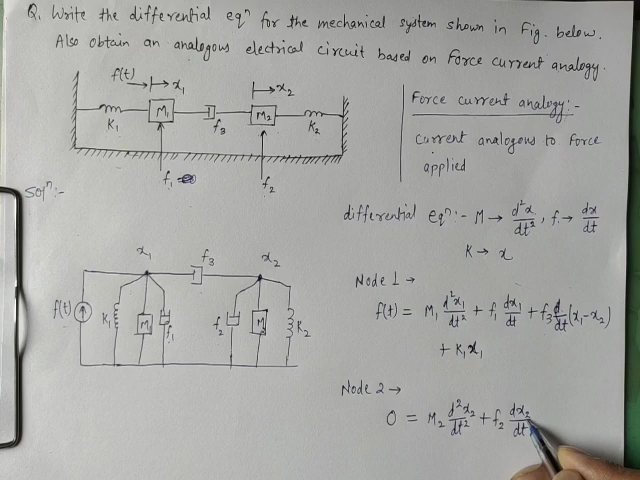 Q. Write the differential eqⁿ for the mechanical system shown in Fig. below.
Also obtain an analogous electrical circuit based on Force current analogy.
f(t) → x₁ → x₂
K₁ M₁ f₃ M₂ K₂
f₁ f₂
Force current analogy:-
Current analogous to Force
applied
Solⁿ:-
differential eqⁿ:- M → d²x/dt², f → dx/dt
K → x
x₁ f₃ x₂
f(t) K₁ M₁ f₁ f₂ M₂ K₂
Node 1 →
f(t) = M₁ d²x₁/dt² + f₁ dx₁/dt + f₃ d/dt (x₁-x₂)
+ K₁x₁
Node 2 →
0 = M₂ d²x₂/dt² + f₂ dx₂/dt